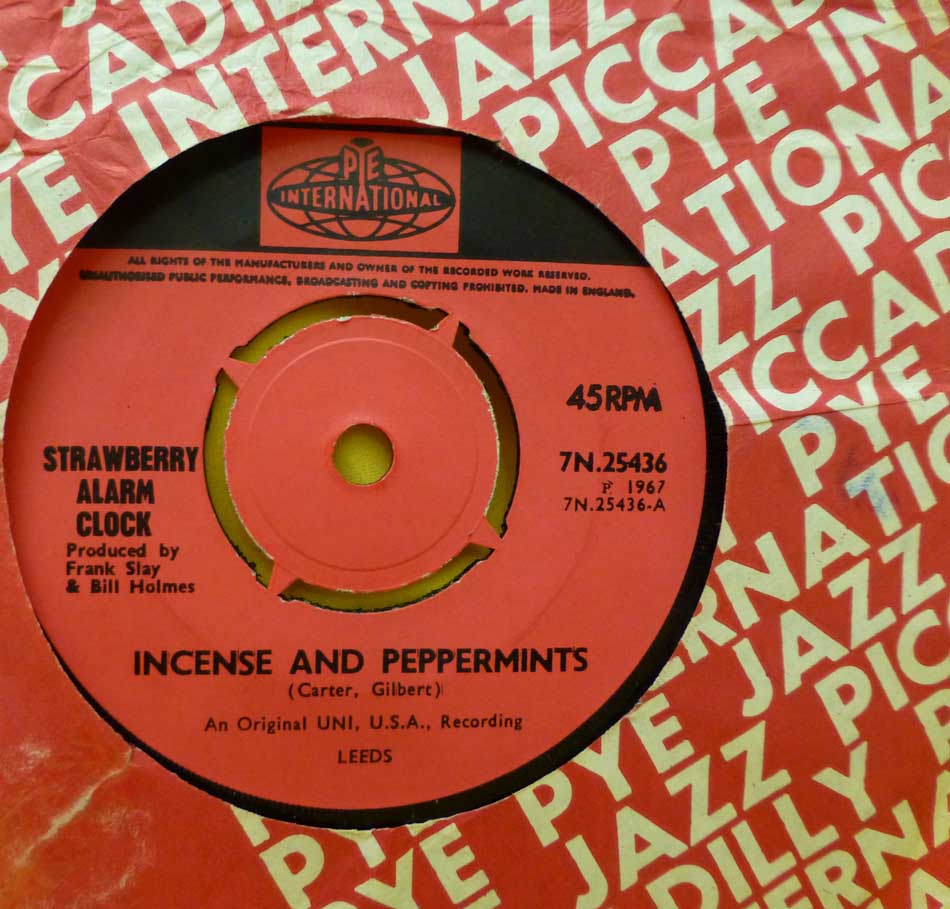 PICCADILLY PYE INTERNATIONAL JAZZ
PYE
INTERNATIONAL
ALL RIGHTS OF THE MANUFACTURERS AND OWNER OF THE RECORDED WORK RESERVED.
UNAUTHORISED PUBLIC PERFORMANCE, BROADCASTING AND COPYING PROHIBITED. MADE IN ENGLAND.
45 RPM
7N.25436
P 1967
7N.25436-A
STRAWBERRY
ALARM
CLOCK
Produced by
Frank Slay
& Bill Holmes
INCENSE AND PEPPERMINTS
(Carter, Gilbert)
An Original UNI, U.S.A., Recording
LEEDS